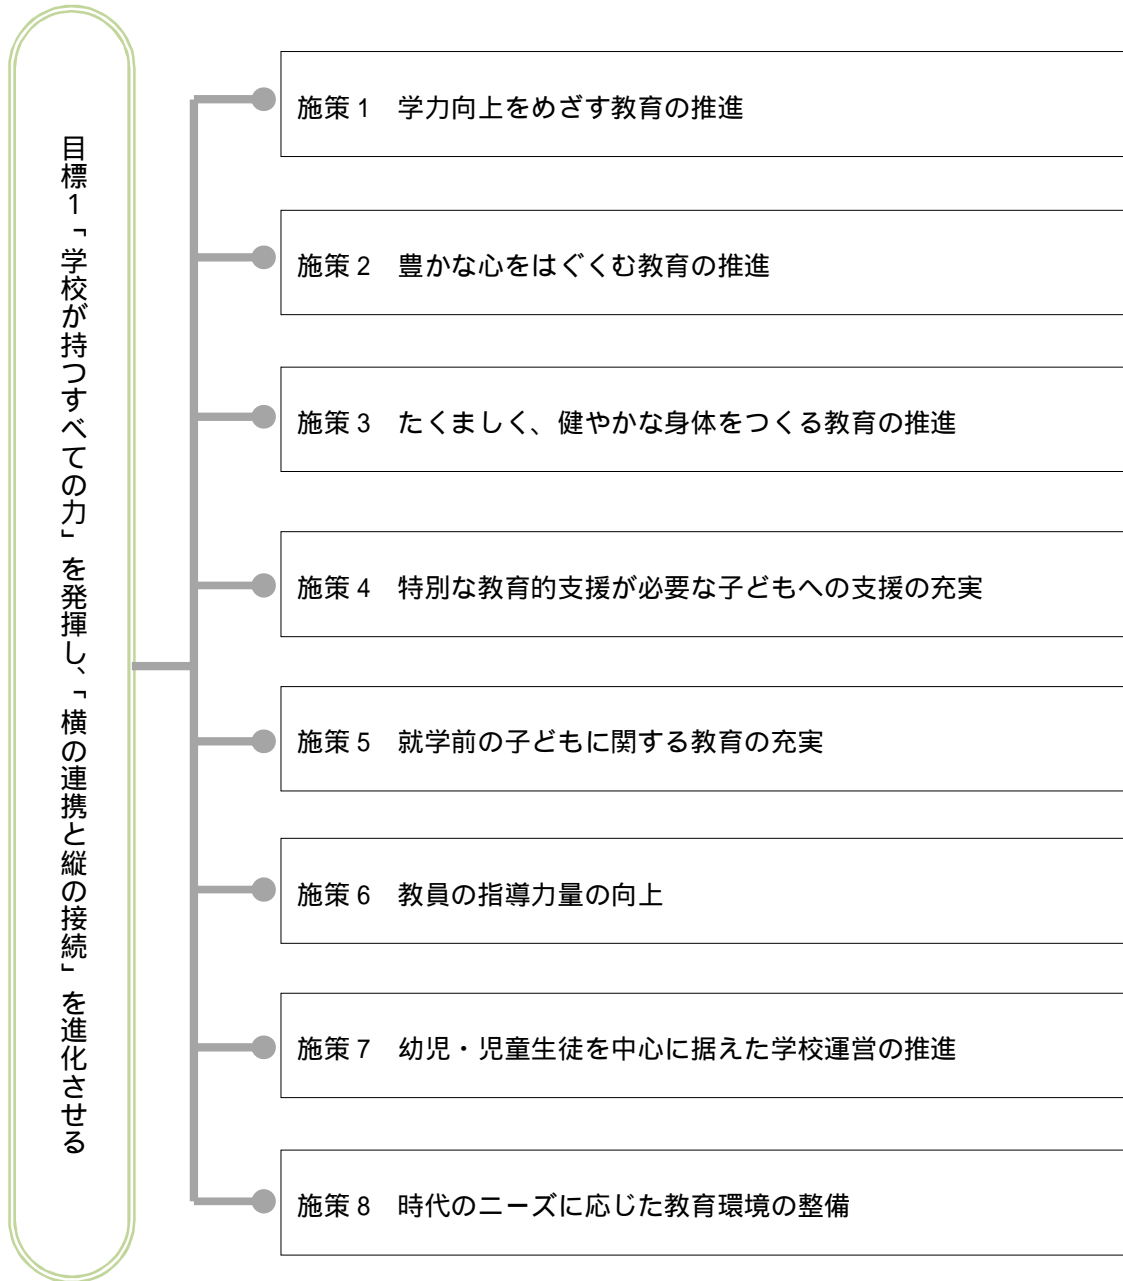 目標1「学校が持つすべての力」を発揮し、「横の連携と縦の接続」を進化させる
施策1　学力向上をめざす教育の推進
施策2　豊かな心をはぐくむ教育の推進
施策3　たくましく、健やかな身体をつくる教育の推進
施策4　特別な教育的支援が必要な子どもへの支援の充実
施策5　就学前の子どもに関する教育の充実
施策6　教員の指導力量の向上
施策7　幼児・児童生徒を中心に据えた学校運営の推進
施策8　時代のニーズに応じた教育環境の整備